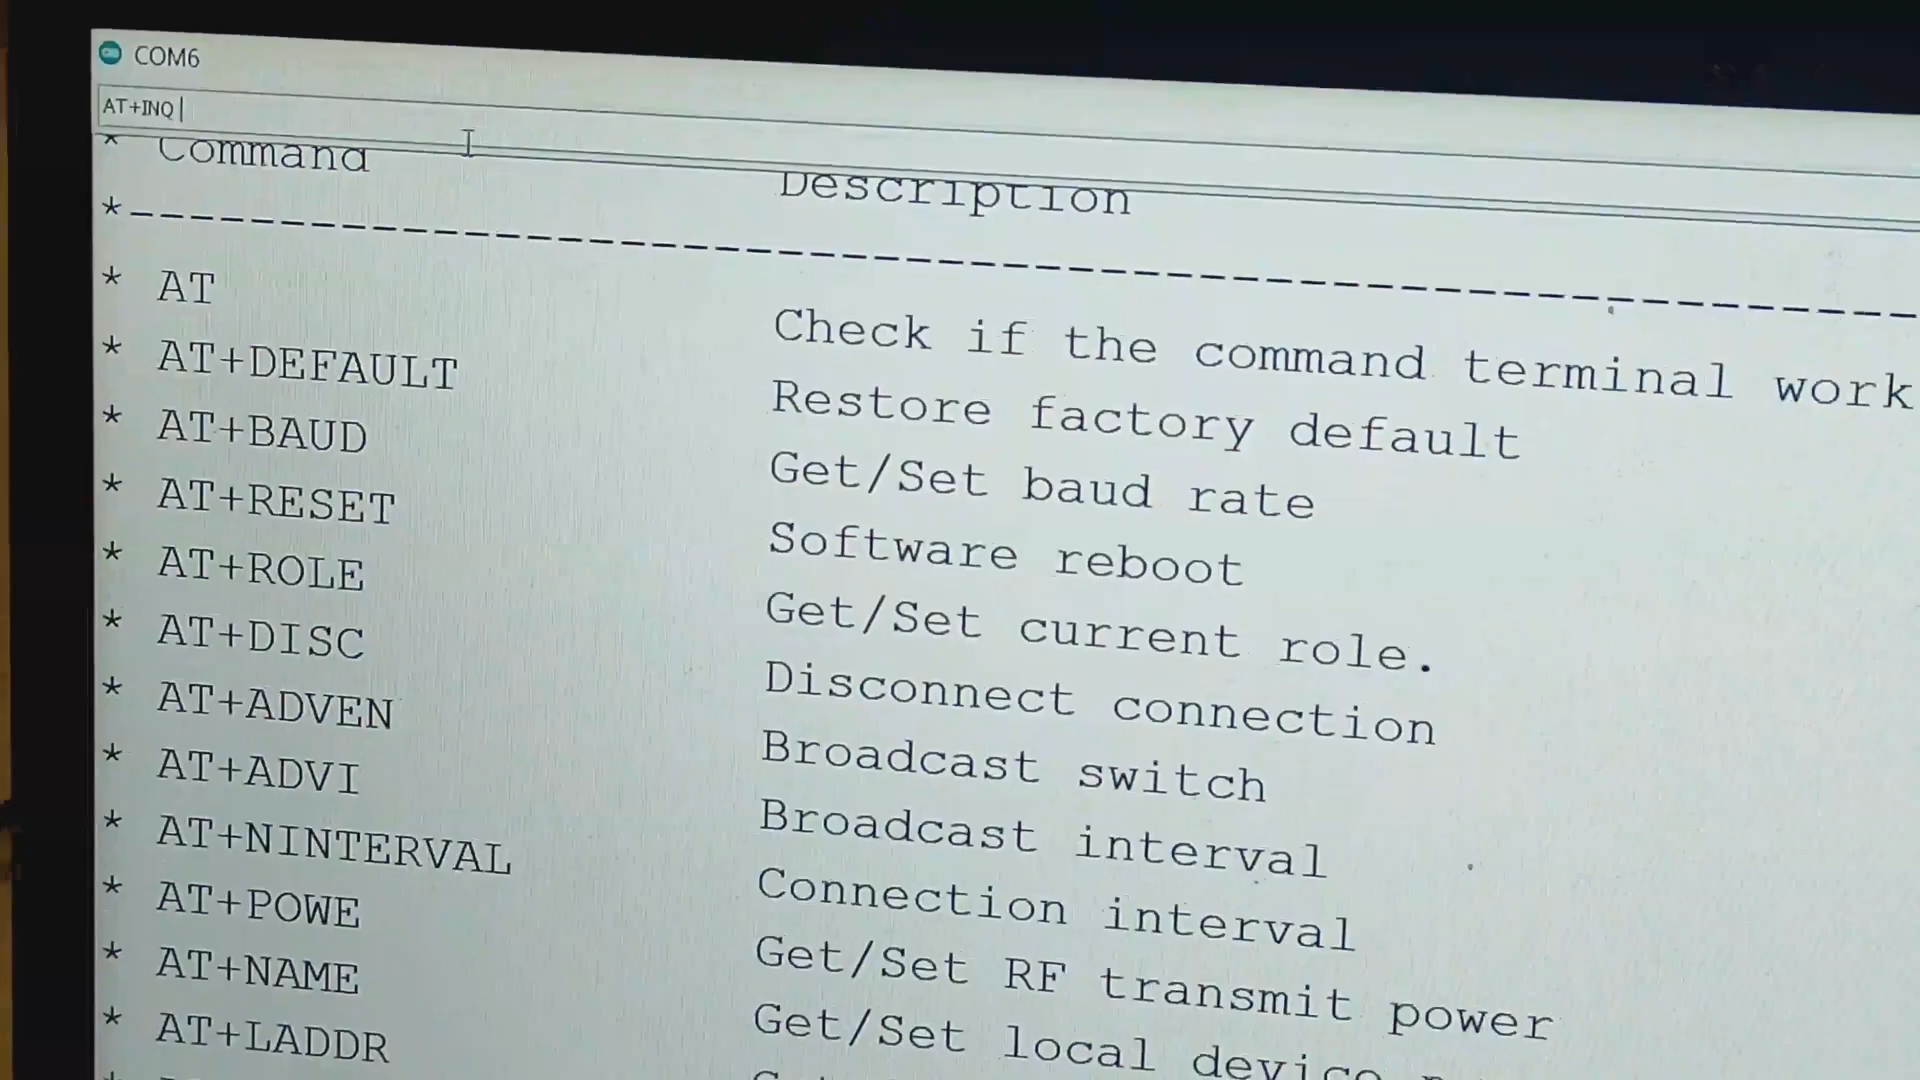 COM6
AT+INQ
* Command Description
*------------------------------------------------------------
* AT Check if the command terminal work
* AT+DEFAULT Restore factory default
* AT+BAUD Get/Set baud rate
* AT+RESET Software reboot
* AT+ROLE Get/Set current role.
* AT+DISC Disconnect connection
* AT+ADVEN Broadcast switch
* AT+ADVI Broadcast interval
* AT+NINTERVAL Connection interval
* AT+POWE Get/Set RF transmit power
* AT+NAME Get/Set local device
* AT+LADDR